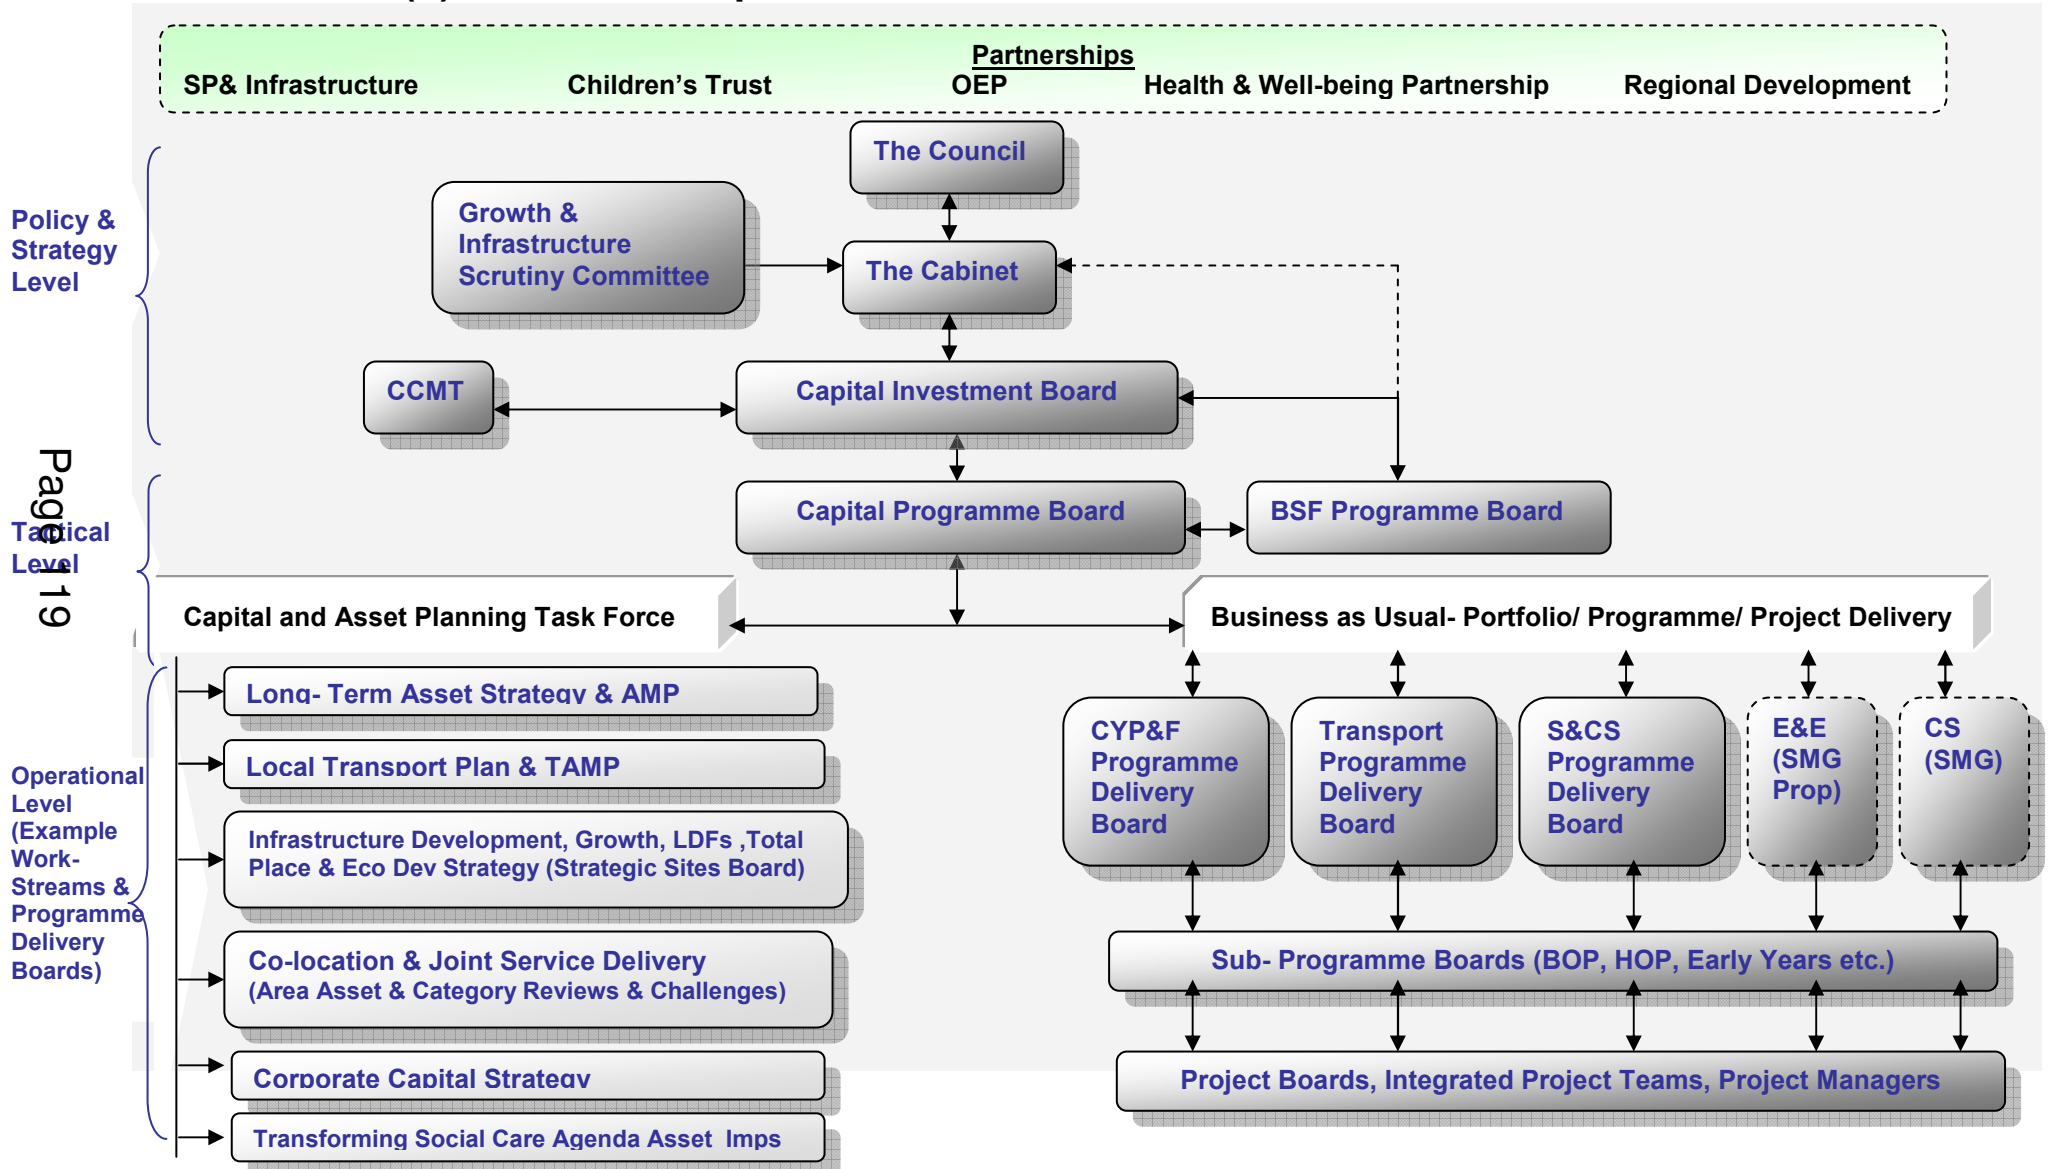 Partnerships
SP& Infrastructure Children's Trust OEP Health & Well-being Partnership Regional Development
The Council
Policy &
Strategy
Level
Growth &
Infrastructure
Scrutiny Committee
The Cabinet
CCMT
Capital Investment Board
Page 119
Tactical
Level
Capital Programme Board
BSF Programme Board
Capital and Asset Planning Task Force
Business as Usual- Portfolio/ Programme/ Project Delivery
Operational
Level
(Example
Work-
Streams &
Programme
Delivery
Boards)
Long- Term Asset Strategy & AMP
Local Transport Plan & TAMP
Infrastructure Development, Growth, LDFs ,Total
Place & Eco Dev Strategy (Strategic Sites Board)
Co-location & Joint Service Delivery
(Area Asset & Category Reviews & Challenges)
Corporate Capital Strategy
Transforming Social Care Agenda Asset Imps
CYP&F
Programme
Delivery
Board
Transport
Programme
Delivery
Board
S&CS
Programme
Delivery
Board
E&E
(SMG
Prop)
CS
(SMG)
Sub- Programme Boards (BOP, HOP, Early Years etc.)
Project Boards, Integrated Project Teams, Project Managers